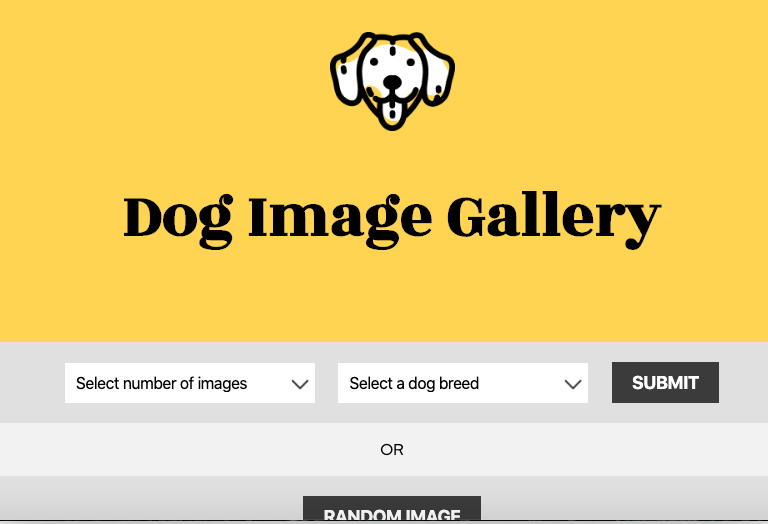 Dog Image Gallery
Select number of images
Select a dog breed
SUBMIT
OR
RANDOM IMAGE